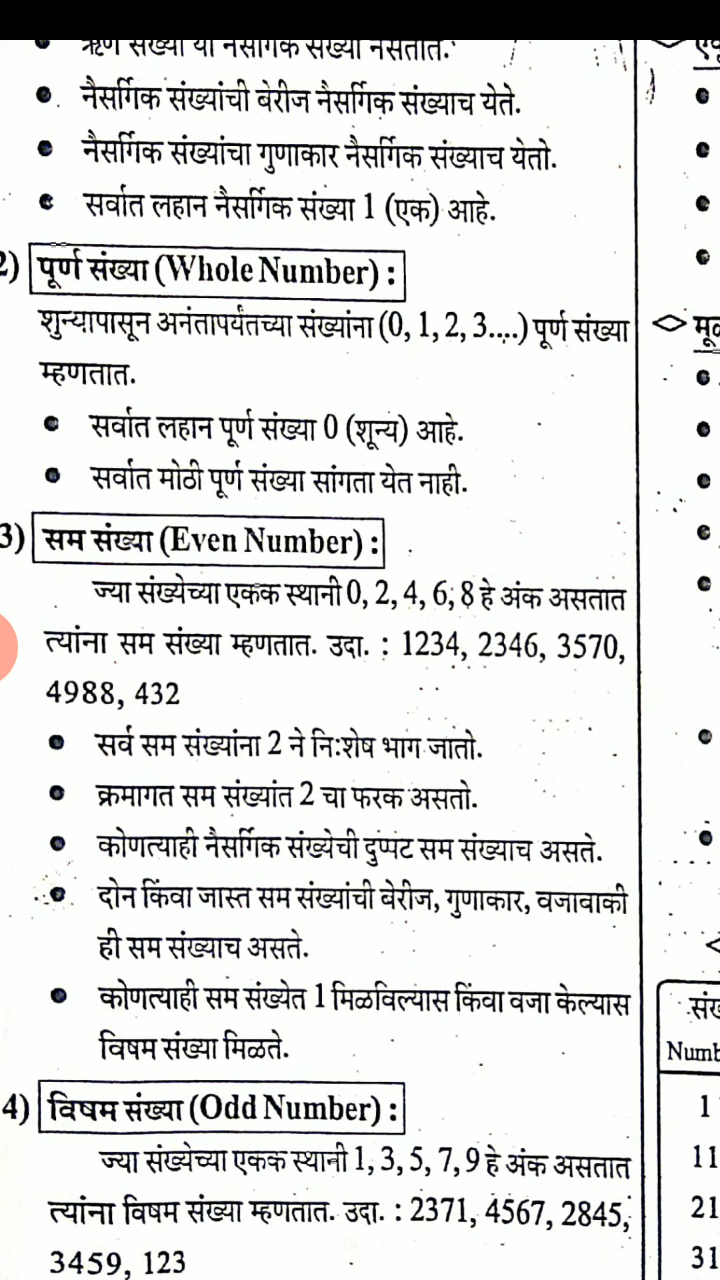 ऋण संख्या या नैसर्गिक संख्या नसतात.
नैसर्गिक संख्यांची बेरीज नैसर्गिक संख्याच येते.
नैसर्गिक संख्यांचा गुणाकार नैसर्गिक संख्याच येतो.
सर्वात लहान नैसर्गिक संख्या 1 (एक) आहे.
2) पूर्ण संख्या (Whole Number) :
शुन्यापासून अनंतापर्यंतच्या संख्यांना (0, 1, 2, 3....) पूर्ण संख्या
म्हणतात.
सर्वात लहान पूर्ण संख्या 0 (शून्य) आहे.
सर्वात मोठी पूर्ण संख्या सांगता येत नाही.
3) सम संख्या (Even Number) :
ज्या संख्येच्या एकक स्थानी 0, 2, 4, 6, 8 हे अंक असतात
त्यांना सम संख्या म्हणतात. उदा. : 1234, 2346, 3570,
4988, 432
सर्व सम संख्यांना 2 ने नि:शेष भाग जातो.
क्रमागत सम संख्यांत 2 चा फरक असतो.
कोणत्याही नैसर्गिक संख्येची दुप्पट सम संख्याच असते.
दोन किंवा जास्त सम संख्यांची बेरीज, गुणाकार, वजावाकी
ही सम संख्याच असते.
कोणत्याही सम संख्येत 1 मिळविल्यास किंवा वजा केल्यास
विषम संख्या मिळते.
4) विषम संख्या (Odd Number) :
ज्या संख्येच्या एकक स्थानी 1, 3, 5, 7, 9 हे अंक असतात
त्यांना विषम संख्या म्हणतात. उदा. : 2371, 4567, 2845,
3459, 123
1
11
21
31